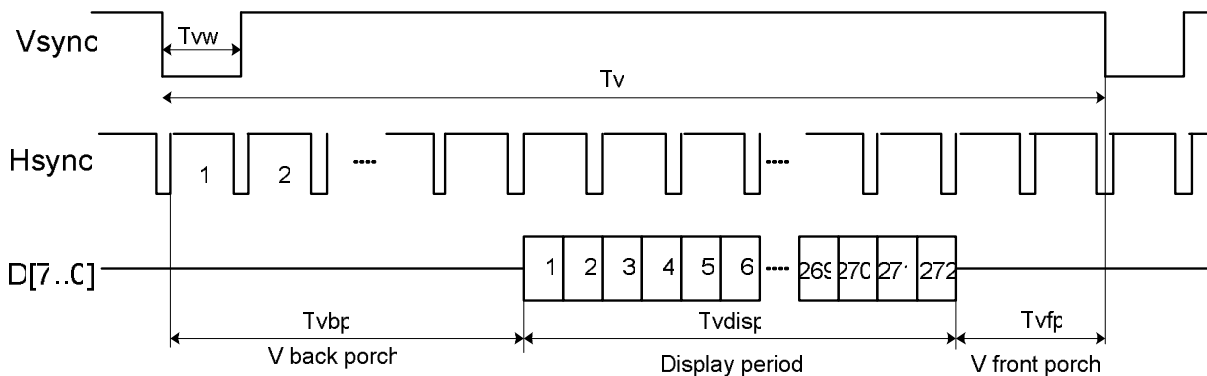 Vsync
Tvw
Tv
Hsync
1 2 ....
....
D[7..0]
1 2 3 4 5 6 .... 269 270 271 272
Tvbp Tvdisp Tvfp
V back porch Display period V front porch